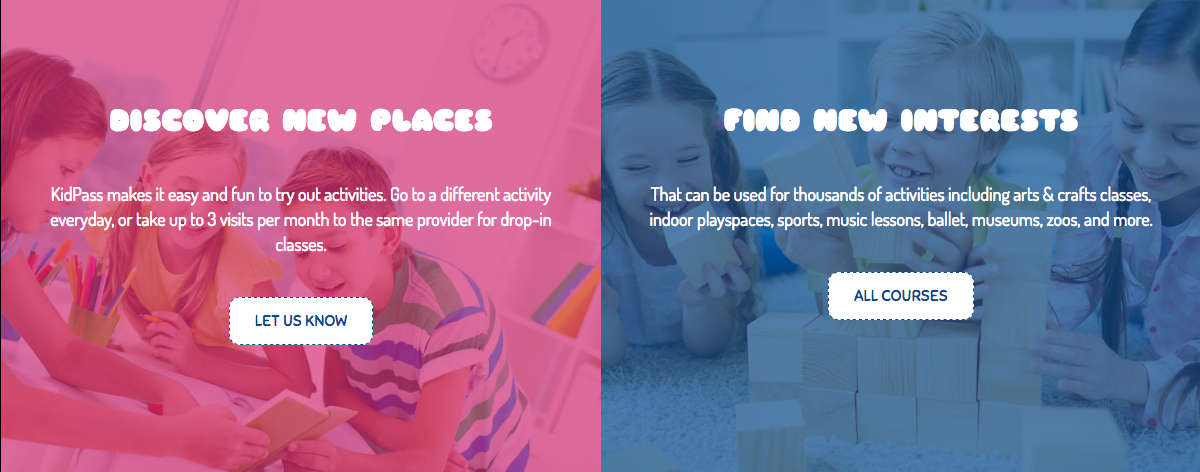 DISCOVER NEW PLACES
KidPass makes it easy and fun to try out activities. Go to a different activity
everyday, or take up to 3 visits per month to the same provider for drop-in
classes.
LET US KNOW
FIND NEW INTERESTS
That can be used for thousands of activities including arts & crafts classes,
indoor playspaces, sports, music lessons, ballet, museums, zoos, and more.
ALL COURSES